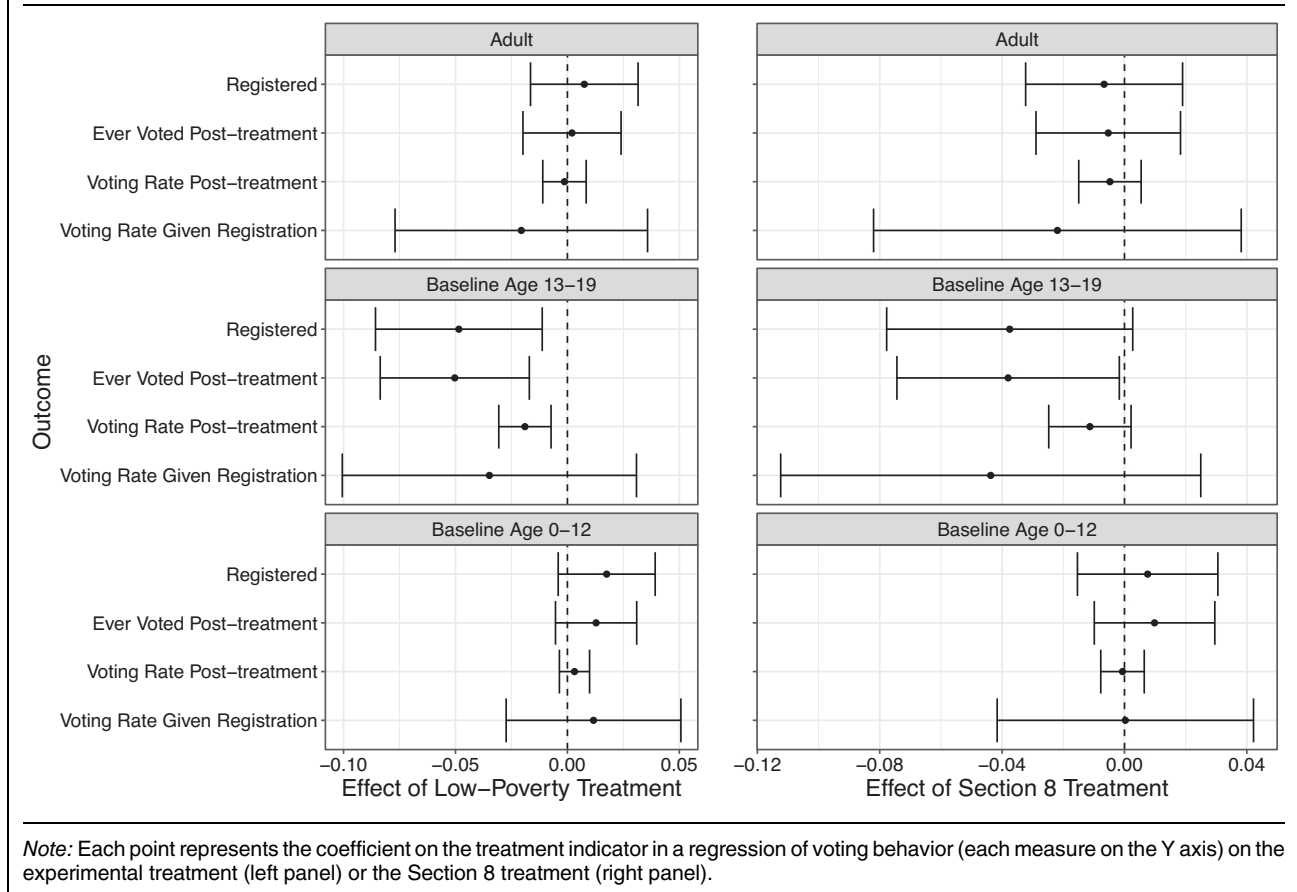 Adult
Adult
Registered
Ever Voted Post−treatment
Voting Rate Post−treatment
Voting Rate Given Registration
Baseline Age 13−19
Baseline Age 13−19
Registered
Ever Voted Post−treatment
Voting Rate Post−treatment
Voting Rate Given Registration
Outcome
Baseline Age 0−12
Baseline Age 0−12
Registered
Ever Voted Post−treatment
Voting Rate Post−treatment
Voting Rate Given Registration
−0.10 −0.05 0.00 0.05
−0.12 −0.08 −0.04 0.00 0.04
Effect of Low−Poverty Treatment
Effect of Section 8 Treatment
Note: Each point represents the coefficient on the treatment indicator in a regression of voting behavior (each measure on the Y axis) on the
experimental treatment (left panel) or the Section 8 treatment (right panel).